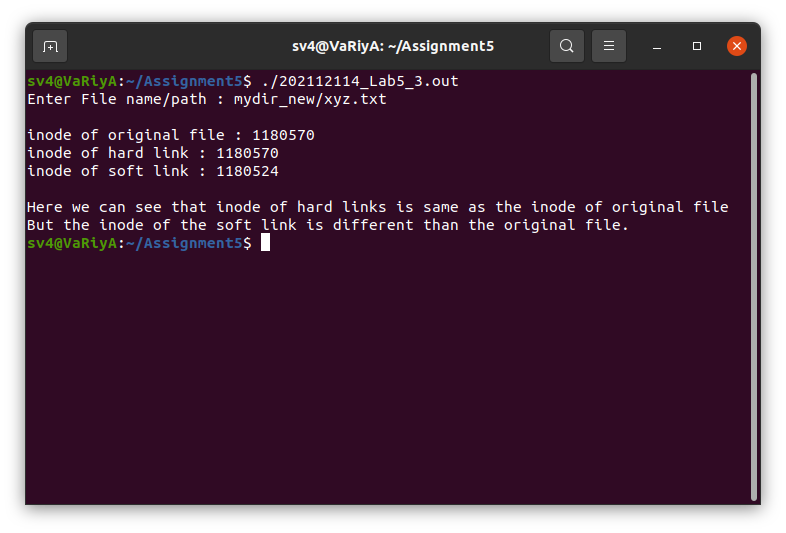 sv4@VaRiyA: ~/Assignment5
sv4@VaRiyA:~/Assignment5$ ./202112114_Lab5_3.out
Enter File name/path : mydir_new/xyz.txt
inode of original file : 1180570
inode of hard link : 1180570
inode of soft link : 1180524
Here we can see that inode of hard links is same as the inode of original file
But the inode of the soft link is different than the original file.
sv4@VaRiyA:~/Assignment5$